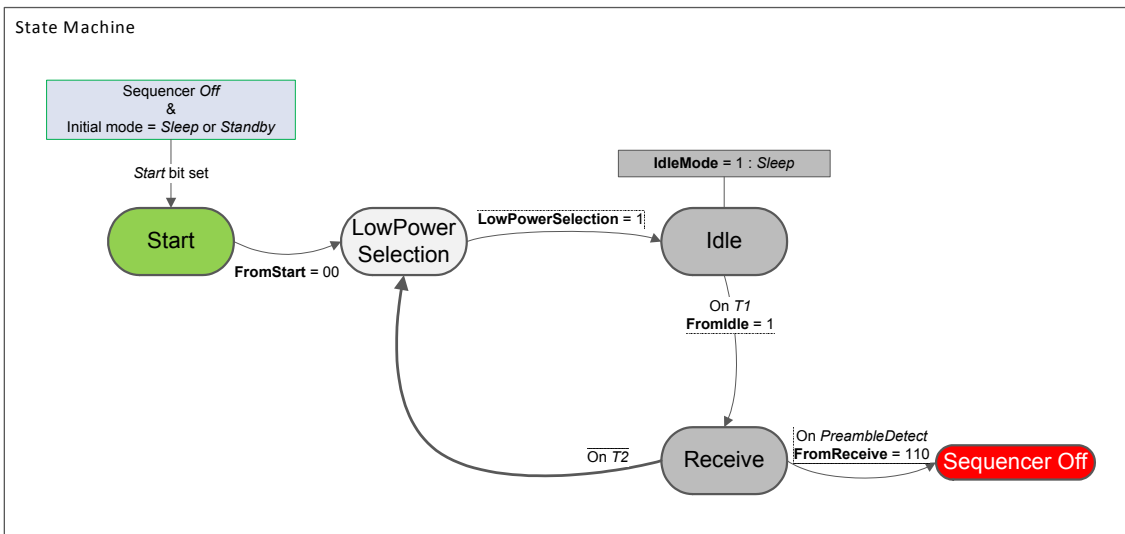 State Machine
Sequencer Off
&
Initial mode = Sleep or Standby
Start bit set
IdleMode = 1 : Sleep
Start
FromStart = 00
LowPower
Selection
LowPowerSelection = 1
Idle
On T1
FromIdle = 1
On T2
Receive
On PreambleDetect
FromReceive = 110
Sequencer Off